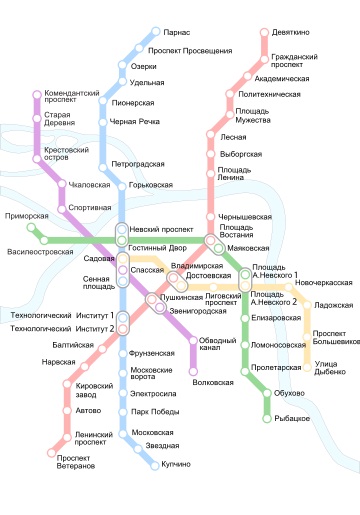 Парнас
Девяткино
Проспект Просвещения
Озерки
Гражданский
проспект
Удельная
Академическая
Комендантский
проспект
Пионерская
Политехническая
Старая
Деревня
Черная Речка
Площадь
Мужества
Лесная
Крестовский
остров
Выборгская
Петроградская
Площадь
Ленина
Чкаловская
Горьковская
Спортивная
Приморская
Чернышевская
Невский проспект
Площадь
Востания
Василеостровская
Гостинный Двор
Маяковская
Садовая
Спасская
Владимирская
Достоевская
Площадь
А.Невского 1
Сенная
площадь
Новочеркасская
Пушкинская
Лиговский
проспект
Площадь
А.Невского 2
Звенигородская
Ладожская
Технологический Институт 1
Технологический Институт 2
Елизаровская
Проспект
Большевиков
Балтийская
Обводный
канал
Ломоносовская
Фрунзенская
Нарвская
Улица
Дыбенко
Московские
ворота
Пролетарская
Волковская
Кировский
завод
Электросила
Обухово
Автово
Парк Победы
Рыбацкое
Ленинский
проспект
Московская
Звездная
Проспект
Ветеранов
Купчино